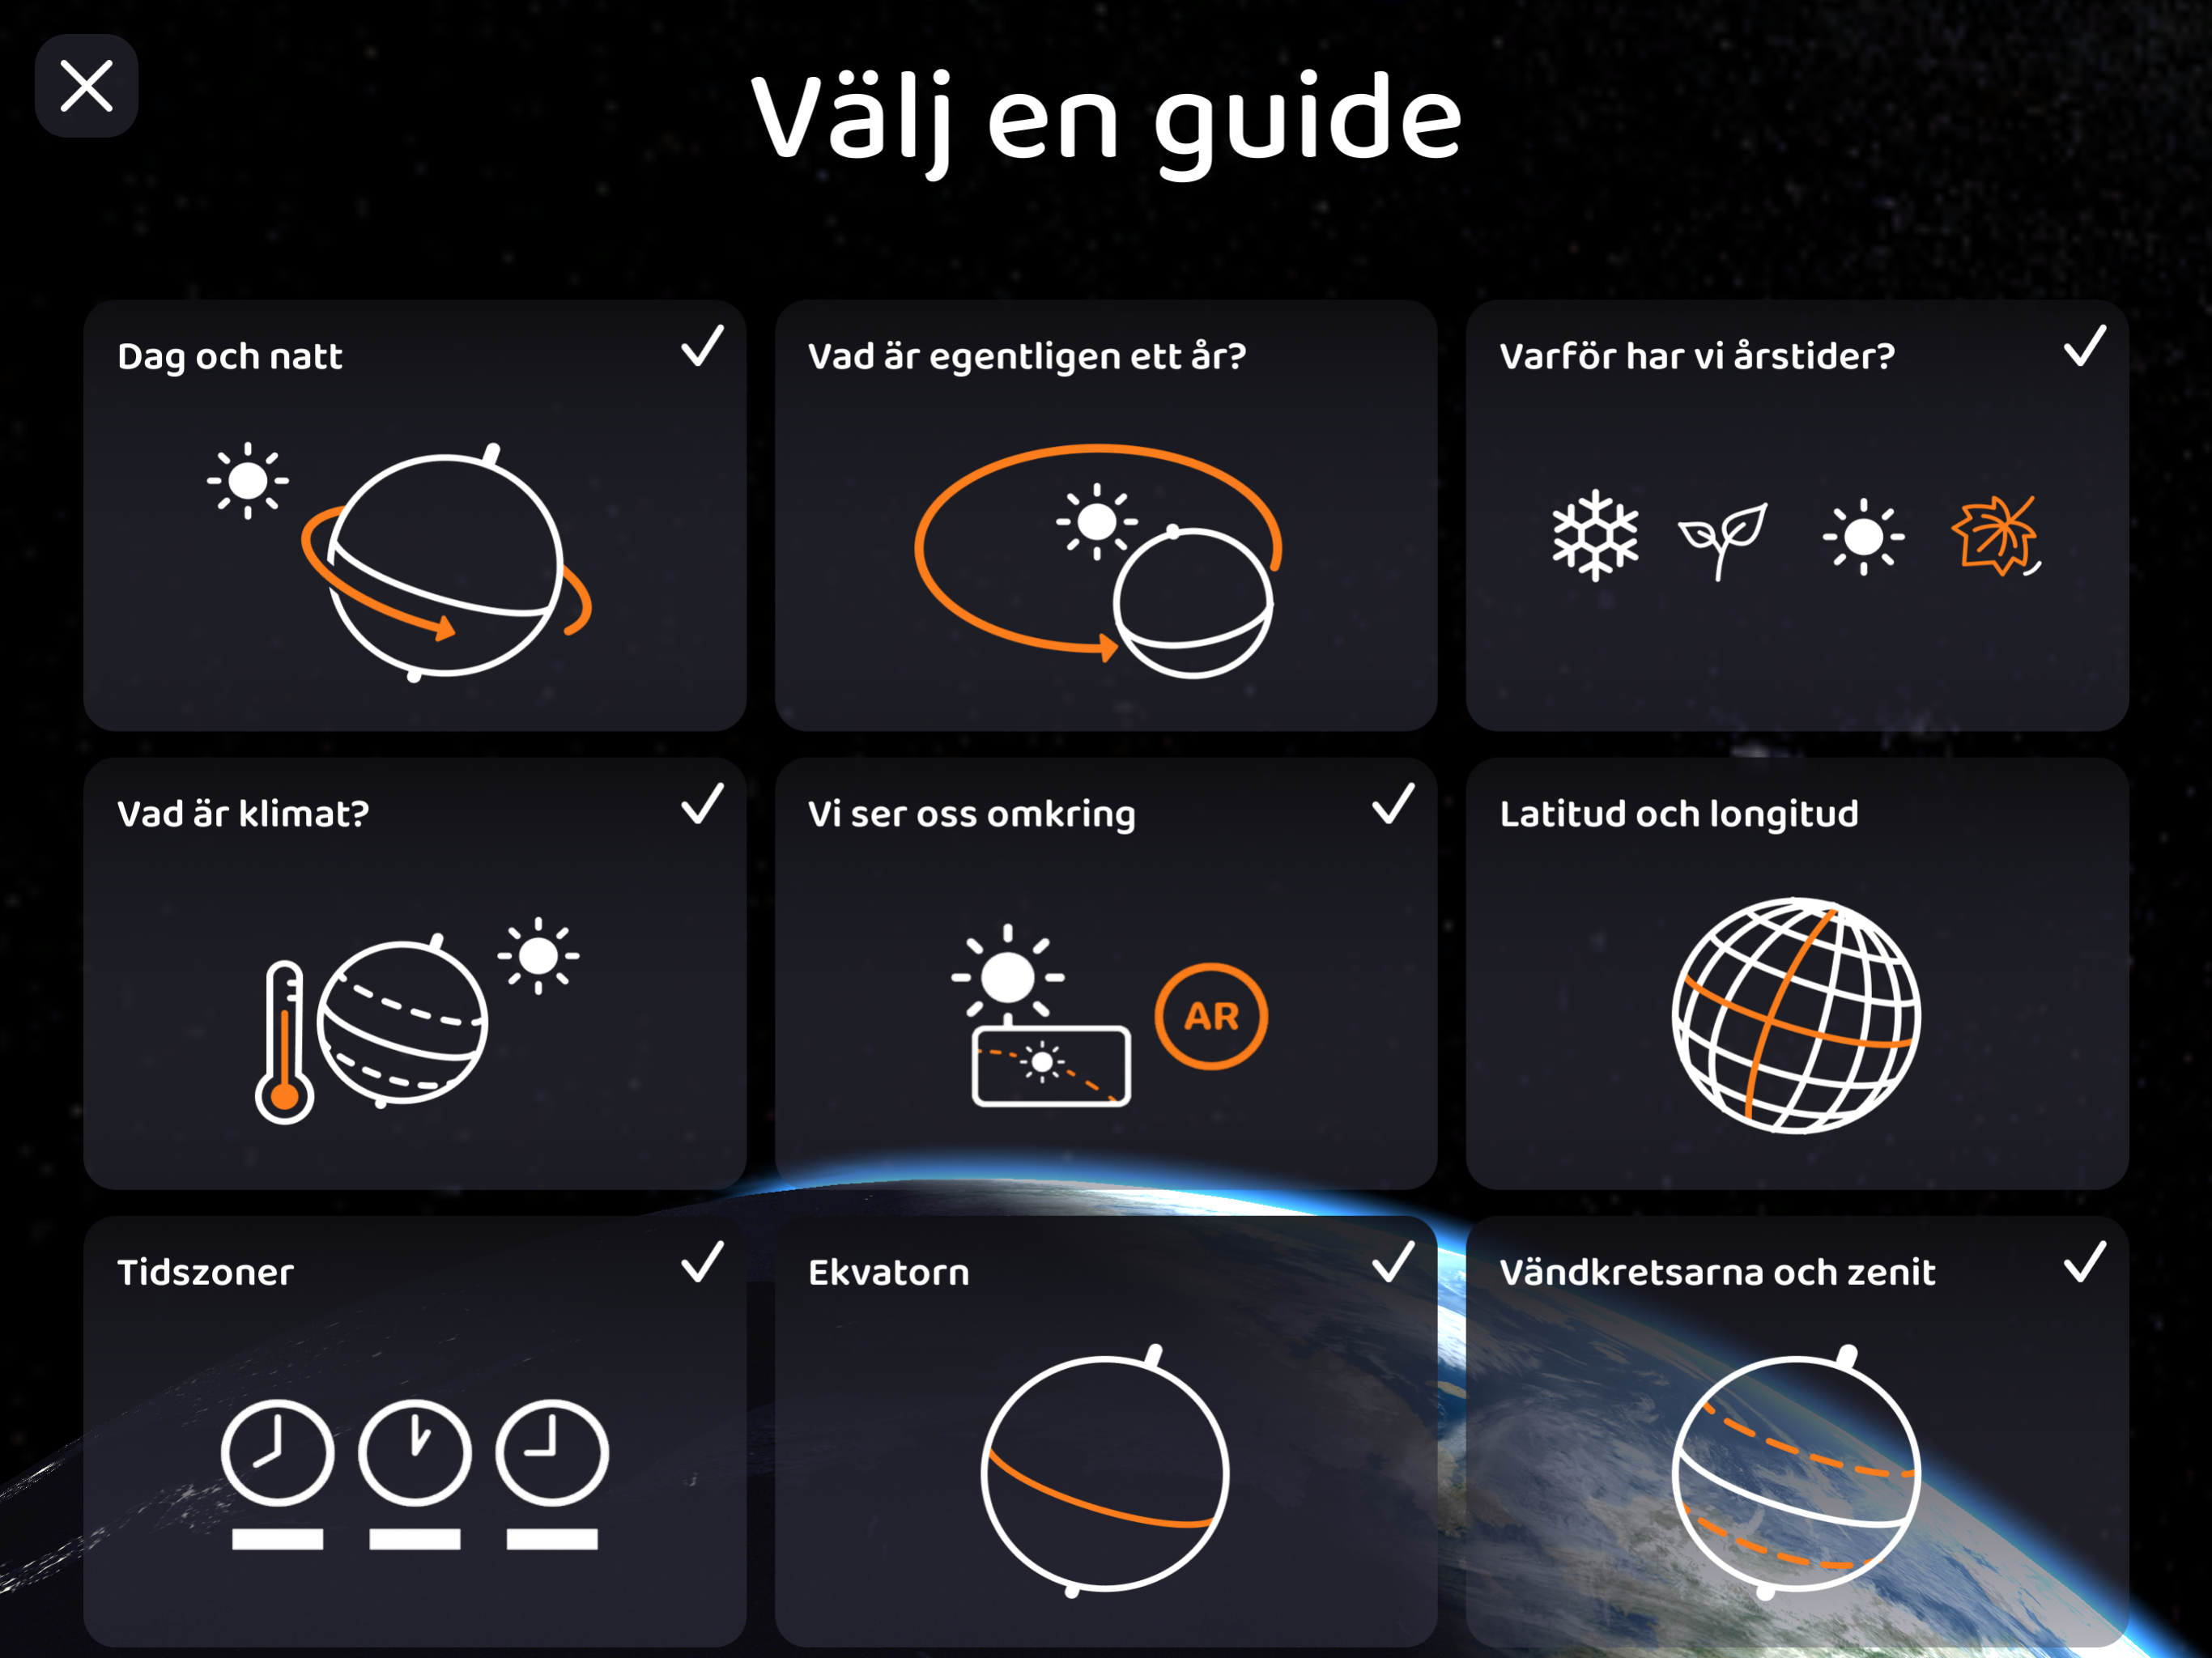 Välj en guide
Dag och natt
Vad är egentligen ett år?
Varför har vi årstider?
Vad är klimat?
Vi ser oss omkring
AR
Latitud och longitud
Tidszoner
Ekvatorn
Vändkretsarna och zenit